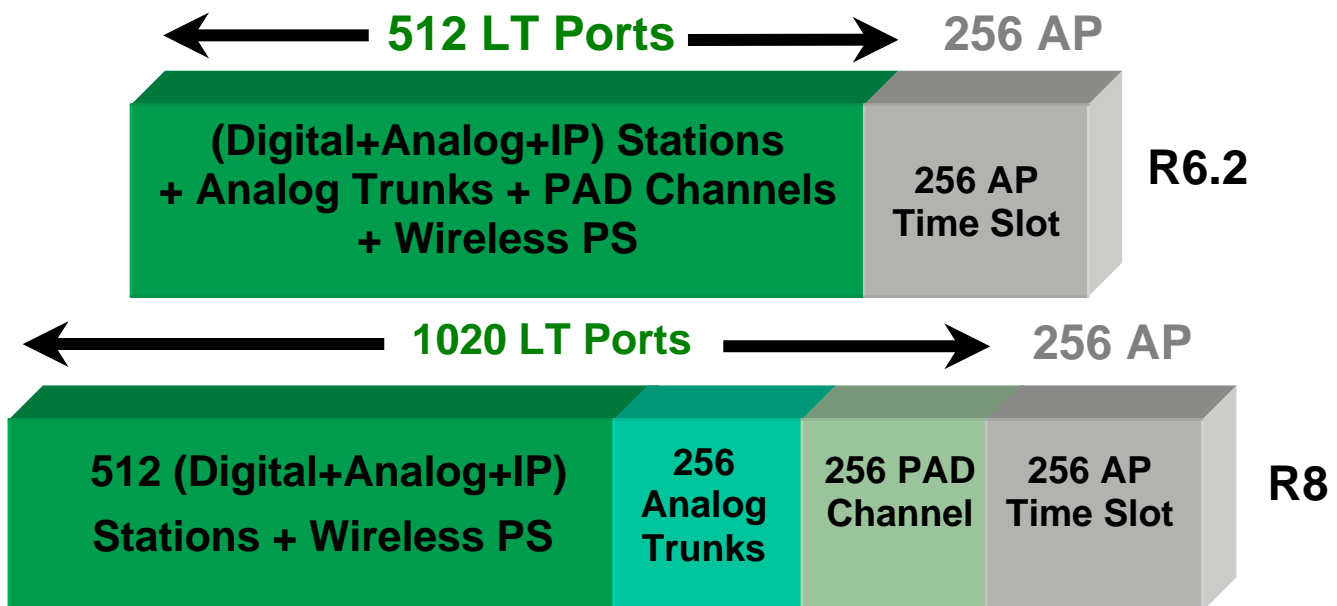 512 LT Ports
256 AP
(Digital+Analog+IP) Stations
+ Analog Trunks + PAD Channels
+ Wireless PS
256 AP
Time Slot
R6.2
1020 LT Ports
256 AP
512 (Digital+Analog+IP)
Stations + Wireless PS
256
Analog
Trunks
256 PAD
Channel
256 AP
Time Slot
R8